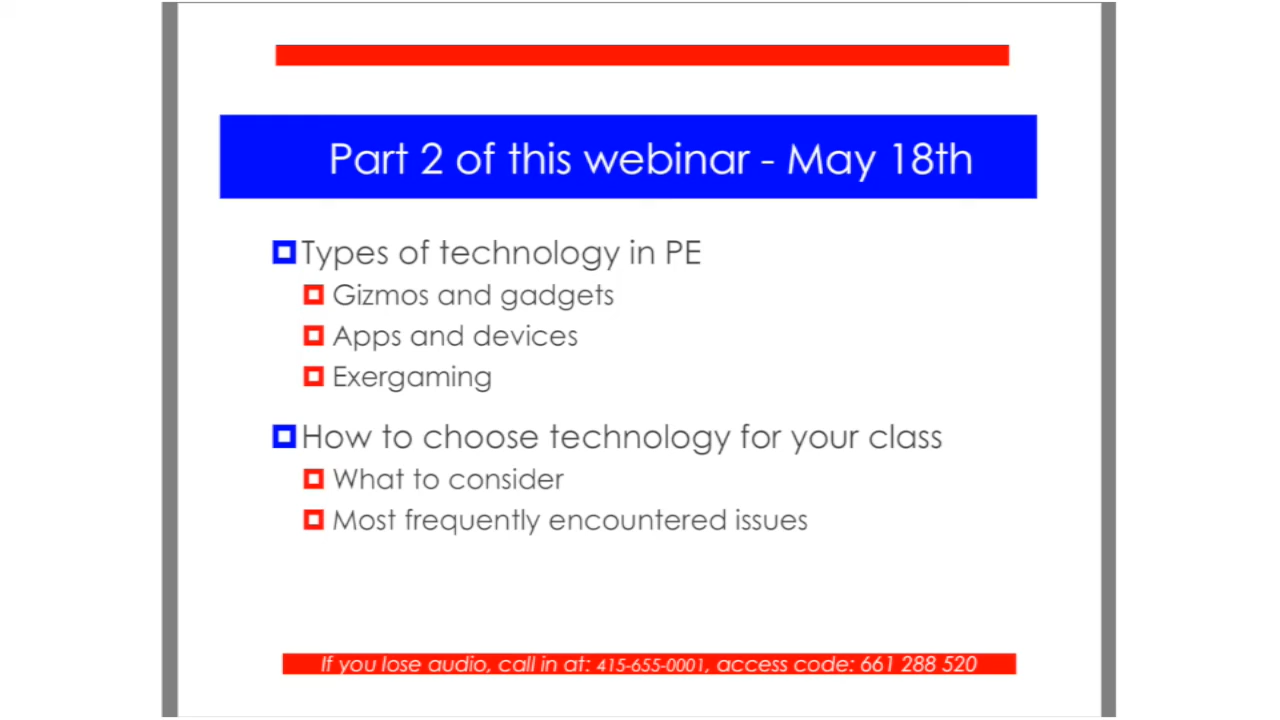 Part 2 of this webinar - May 18th
Types of technology in PE
Gizmos and gadgets
Apps and devices
Exergaming
How to choose technology for your class
What to consider
Most frequently encountered issues
If you lose audio, call in at: 415-655-0001, access code: 661 288 520